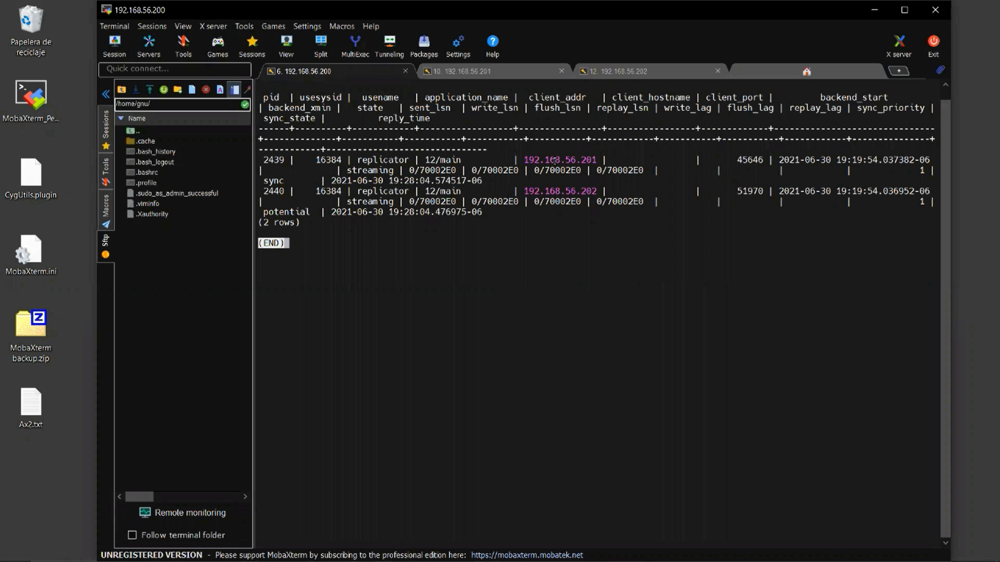 Papelera de
reciclaje
MobaXterm_Pe...
CygUtils.plugin
MobaXterm.ini
MobaXterm
backup.zip
Ax2.txt
192.168.56.200
Terminal Sessions View X server Tools Games Settings Macros Help
Session Servers Tools Games Sessions View Split MultiExec Tunneling Packages Settings Help X server Exit
Quick connect...
6. 192.168.56.200
10. 192.168.56.201
12. 192.168.56.202
Sessions
Tools
Macros
Sftp
/home/gnu/
Name
..
.cache
.bash_history
.bash_logout
.bashrc
.profile
.sudo_as_admin_successful
.viminfo
.Xauthority
Remote monitoring
Follow terminal folder
pid | usesysid | usename | application_name | client_addr | client_hostname | client_port | backend_start
| backend_xmin | state | sent_lsn | write_lsn | flush_lsn | replay_lsn | write_lag | flush_lag | replay_lag | sync_priority |
sync_state | reply_time
------+----------+------------+------------------+----------------+-----------------+-------------+-------------------------------
+--------------+-----------+-----------+-----------+-----------+------------+-----------+-----------+------------+---------------+
------------+-------------------------------
2439 | 16384 | replicator | 12/main | 192.168.56.201 | | 45646 | 2021-06-30 19:19:54.037382-06
| | streaming | 0/70002E0 | 0/70002E0 | 0/70002E0 | 0/70002E0 | | | | 1 |
sync | 2021-06-30 19:28:04.574517-06
2440 | 16384 | replicator | 12/main | 192.168.56.202 | | 51970 | 2021-06-30 19:19:54.036952-06
| | streaming | 0/70002E0 | 0/70002E0 | 0/70002E0 | 0/70002E0 | | | | 1 |
potential | 2021-06-30 19:28:04.476975-06
(2 rows)
(END)
UNREGISTERED VERSION - Please support MobaXterm by subscribing to the professional edition here: https://mobaxterm.mobatek.net